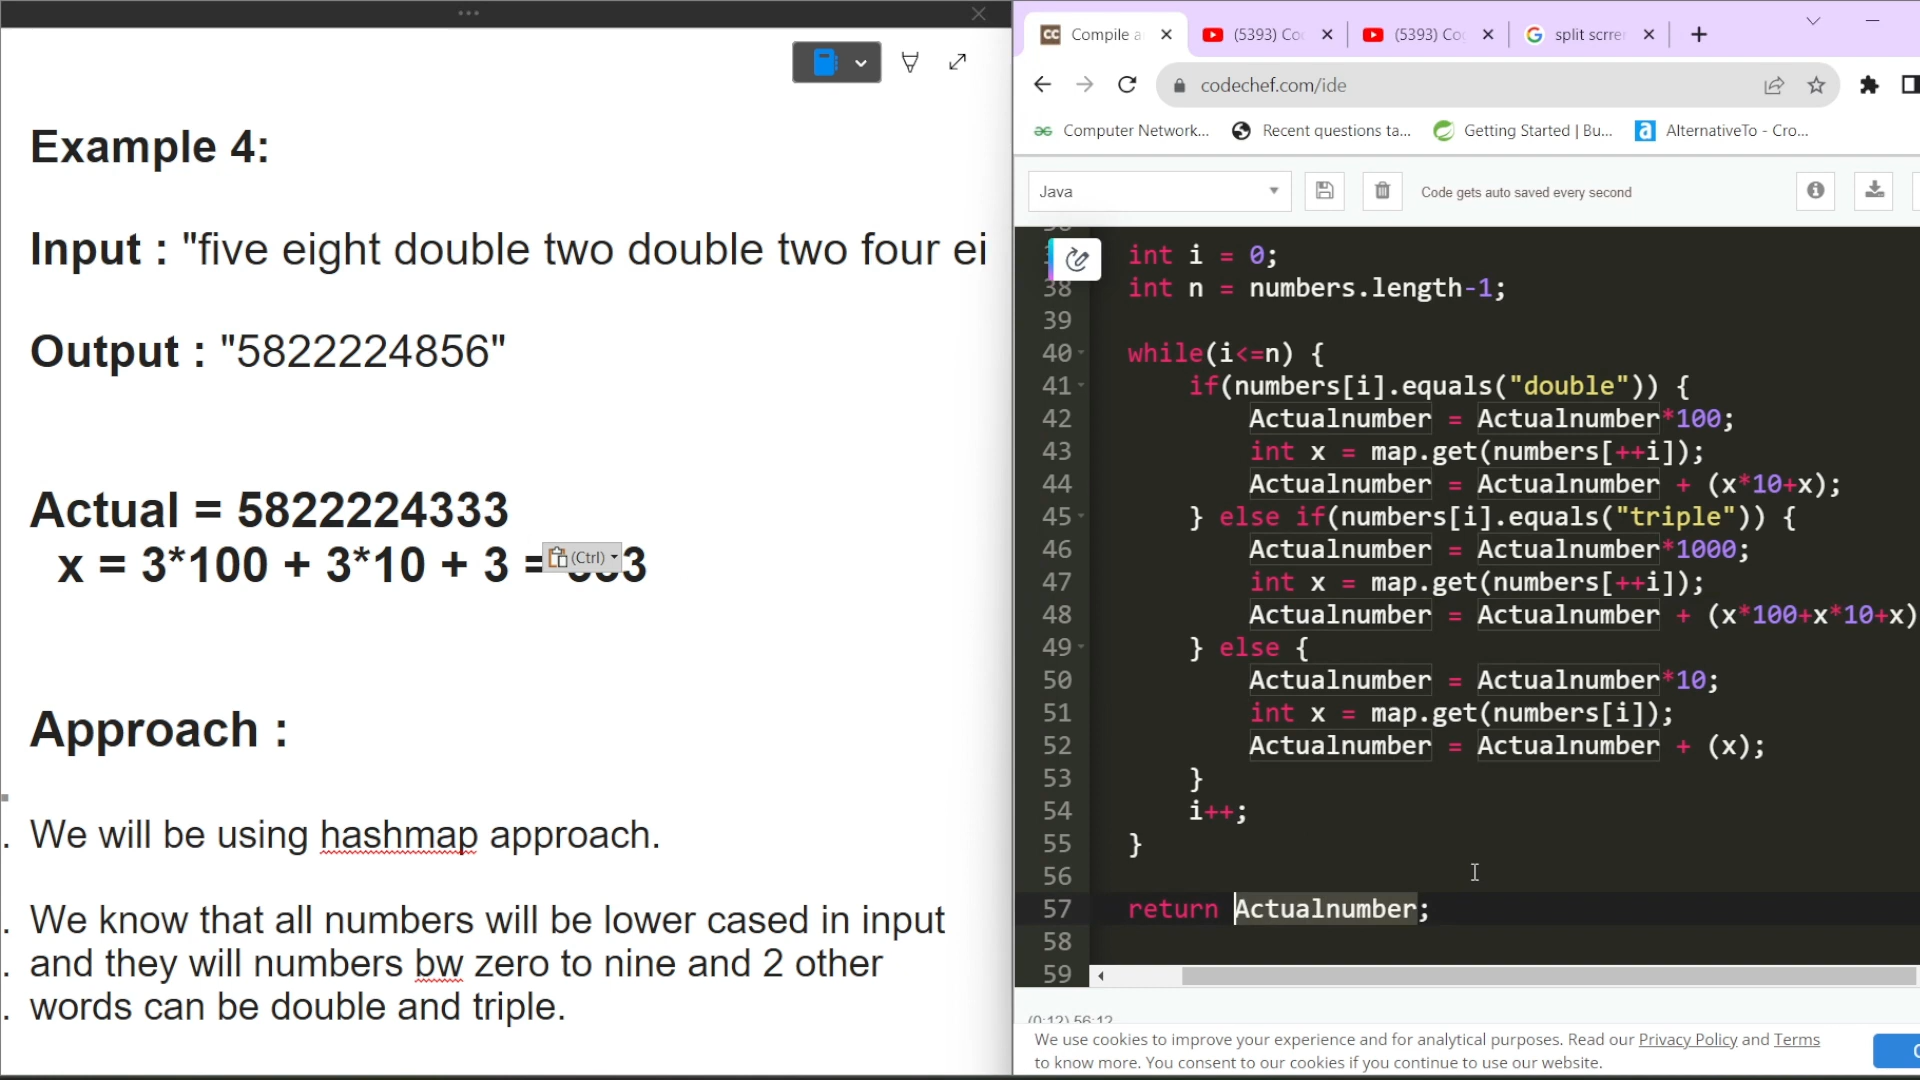 Example 4:
Input : "five eight double two double two four ei
Output : "5822224856"
Actual = 5822224333
x = 3*100 + 3*10 + 3 = 3
(Ctrl)
Approach :
. We will be using hashmap approach.
. We know that all numbers will be lower cased in input
. and they will numbers bw zero to nine and 2 other
. words can be double and triple.
CC Compile a
(5393) Co
(5393) Co
split scrre
codechef.com/ide
Computer Network...
Recent questions ta...
Getting Started | Bu...
AlternativeTo - Cro...
Java
Code gets auto saved every second
int i = 0;
38 int n = numbers.length-1;
39
40 while(i<=n) {
41 if(numbers[i].equals("double")) {
42 Actualnumber = Actualnumber*100;
43 int x = map.get(numbers[++i]);
44 Actualnumber = Actualnumber + (x*10+x);
45 } else if(numbers[i].equals("triple")) {
46 Actualnumber = Actualnumber*1000;
47 int x = map.get(numbers[++i]);
48 Actualnumber = Actualnumber + (x*100+x*10+x)
49 } else {
50 Actualnumber = Actualnumber*10;
51 int x = map.get(numbers[i]);
52 Actualnumber = Actualnumber + (x);
53 }
54 i++;
55 }
56
57 return Actualnumber;
58
59
We use cookies to improve your experience and for analytical purposes. Read our Privacy Policy and Terms
to know more. You consent to our cookies if you continue to use our website.